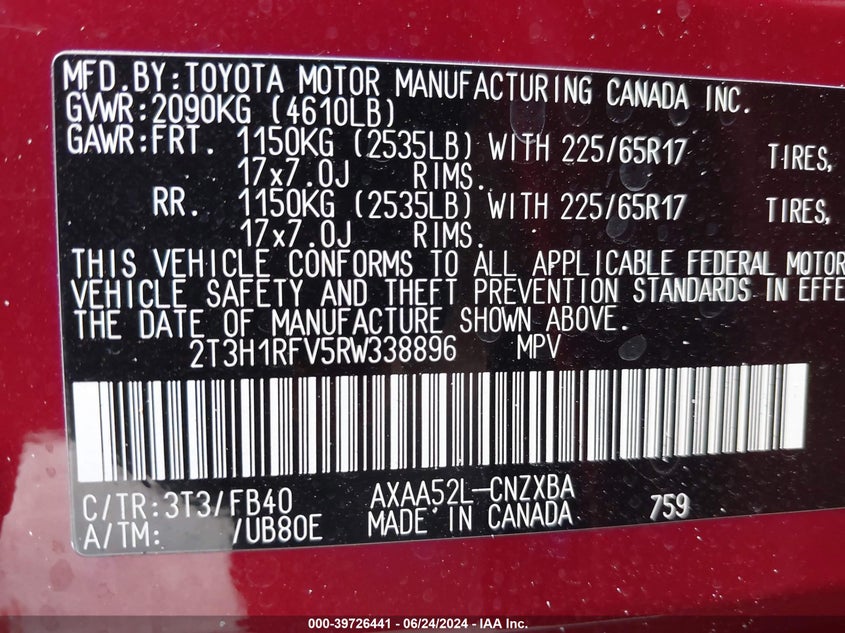 MFD.BY:TOYOTA MOTOR MANUFACTURING CANADA INC.
GVWR:2090KG (4610LB)
GAWR:FRT. 1150KG (2535LB) WITH 225/65R17 TIRES,
17x7.0J RIMS.
RR. 1150KG (2535LB) WITH 225/65R17 TIRES,
17x7.0J RIMS.
THIS VEHICLE CONFORMS TO ALL APPLICABLE FEDERAL MOTOR
VEHICLE SAFETY AND THEFT PREVENTION STANDARDS IN EFFE
THE DATE OF MANUFACTURE SHOWN ABOVE.
2T3H1RFV5RW338896 MPV
C/TR:3T3/FB40 AXAA52L-CNZXBA
A/TM: /UB80E MADE IN CANADA 759
000-39726441 - 06/24/2024 - IAA Inc.